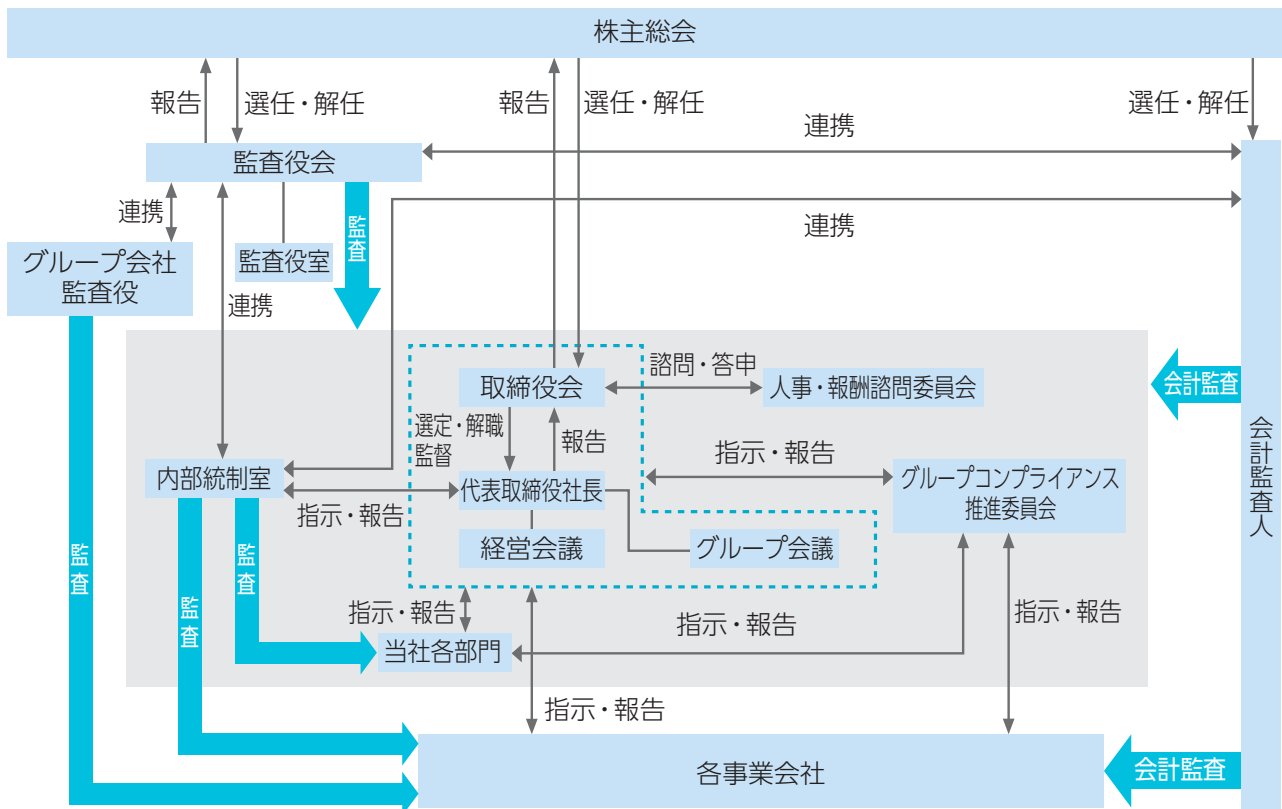 株主総会
報告
選任・解任
報告
選任・解任
選任・解任
連携
監査役会
連携
監査
連携
グループ会社
監査役
監査役室
連携
諮問・答申
取締役会
人事・報酬諮問委員会
会計監査
選定・解職
監督
報告
指示・報告
会計監査人
内部統制室
代表取締役社長
グループコンプライアンス
推進委員会
指示・報告
経営会議
グループ会議
監査
監査
監査
指示・報告
指示・報告
指示・報告
当社各部門
指示・報告
各事業会社
会計監査